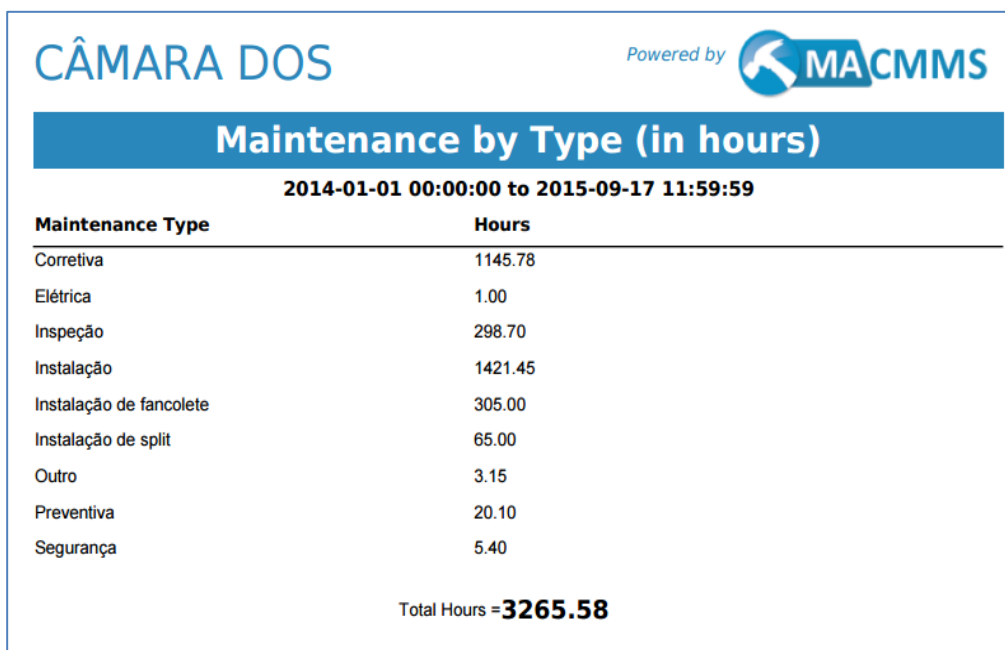 CÂMARA DOS
Powered by MACMMS
Maintenance by Type (in hours)
2014-01-01 00:00:00 to 2015-09-17 11:59:59
Maintenance Type Hours
Corretiva 1145.78
Elétrica 1.00
Inspeção 298.70
Instalação 1421.45
Instalação de fancolete 305.00
Instalação de split 65.00
Outro 3.15
Preventiva 20.10
Segurança 5.40
Total Hours =3265.58